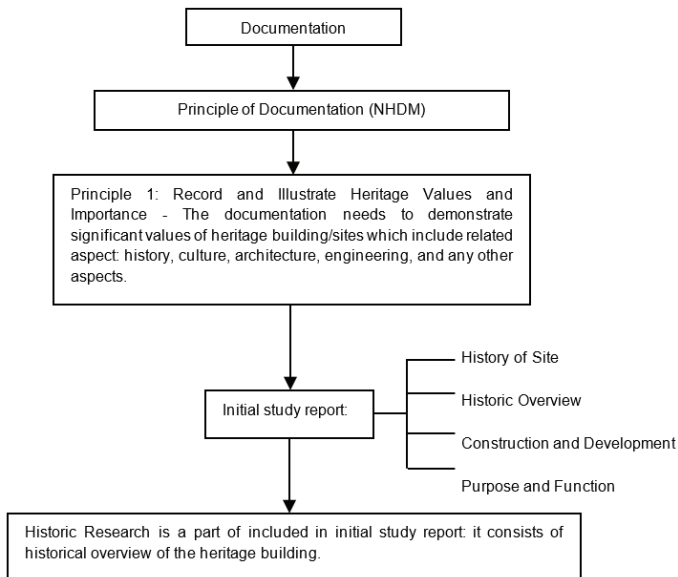 Documentation
Principle of Documentation (NHDM)
Principle 1: Record and Illustrate Heritage Values and
Importance - The documentation needs to demonstrate
significant values of heritage building/sites which include related
aspect: history, culture, architecture, engineering, and any other
aspects.
Initial study report:
History of Site
Historic Overview
Construction and Development
Purpose and Function
Historic Research is a part of included in initial study report: it consists of
historical overview of the heritage building.